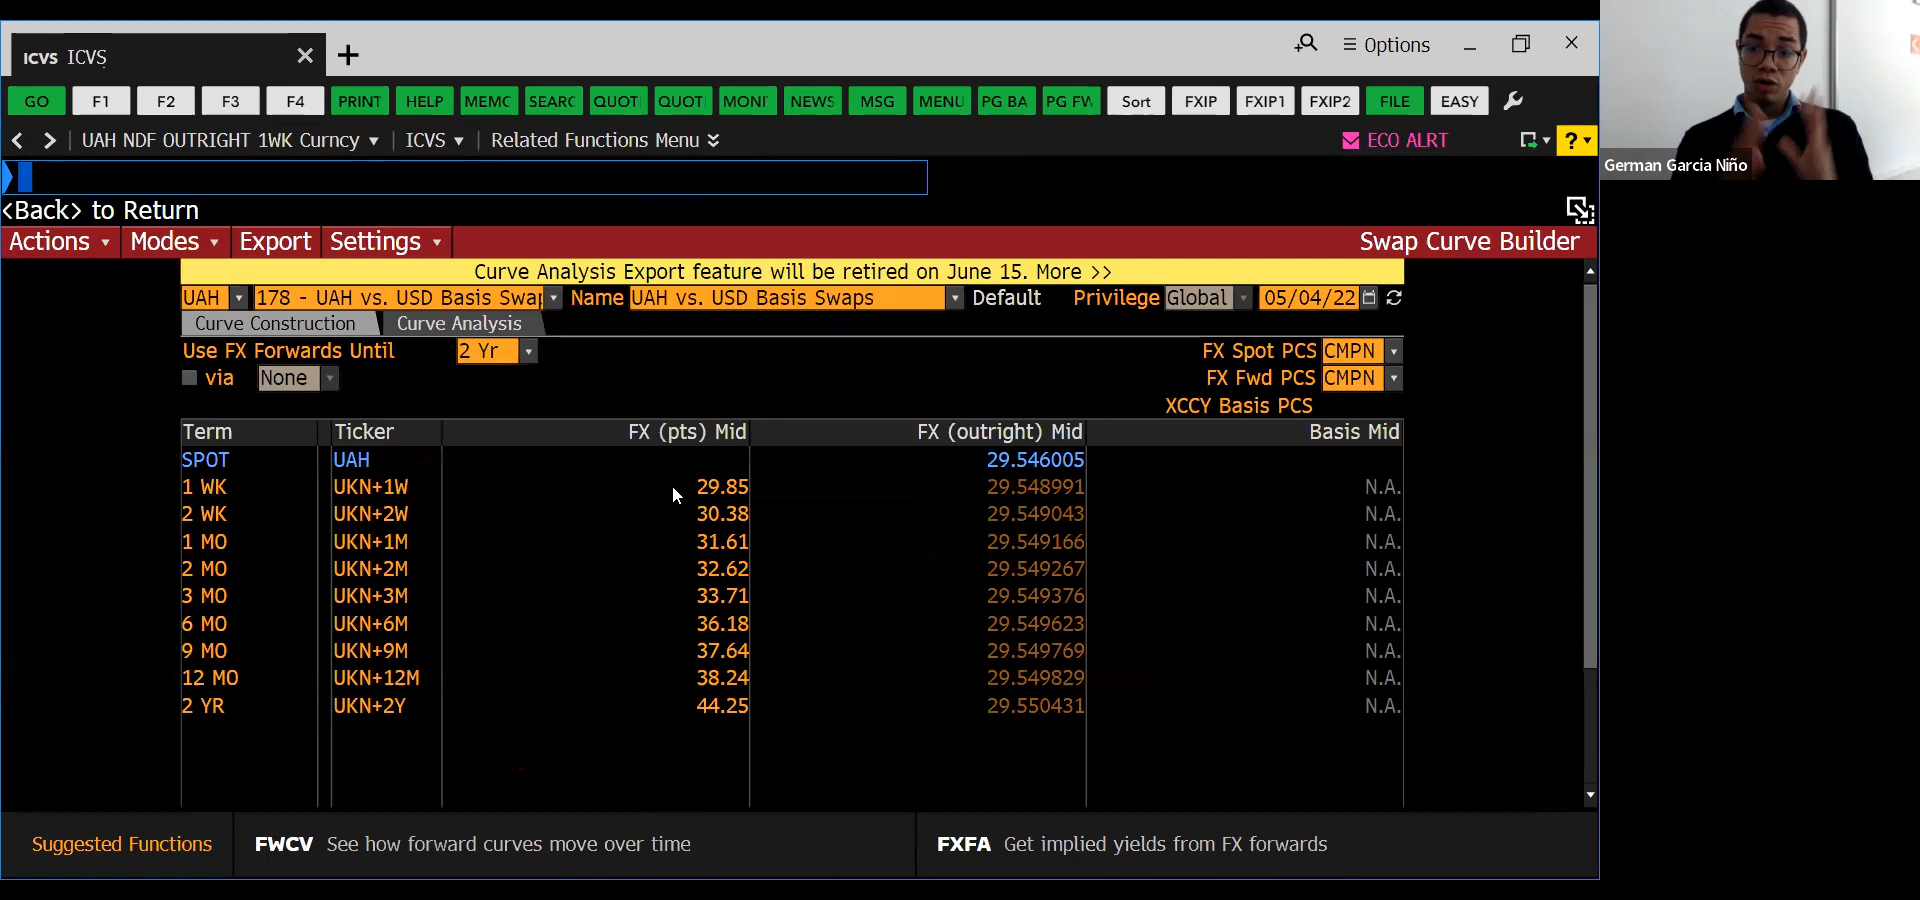 ICVS ICVS
Options
GO F1 F2 F3 F4 PRINT HELP MEMC SEARC QUOT QUOT MONI NEWS MSG MENU PG BA PG FW Sort FXIP FXIP1 FXIP2 FILE EASY
UAH NDF OUTRIGHT 1WK Curncy ICVS Related Functions Menu ECO ALRT ?
German Garcia Niño
<Back> to Return
Actions Modes Export Settings Swap Curve Builder
Curve Analysis Export feature will be retired on June 15. More >>
UAH 178 - UAH vs. USD Basis Swap Name UAH vs. USD Basis Swaps Default Privilege Global 05/04/22
Curve Construction Curve Analysis
Use FX Forwards Until 2 Yr FX Spot PCS CMPN
via None FX Fwd PCS CMPN
XCCY Basis PCS
Term Ticker FX (pts) Mid FX (outright) Mid Basis Mid
SPOT UAH 29.546005
1 WK UKN+1W 29.85 29.548991 N.A.
2 WK UKN+2W 30.38 29.549043 N.A.
1 MO UKN+1M 31.61 29.549166 N.A.
2 MO UKN+2M 32.62 29.549267 N.A.
3 MO UKN+3M 33.71 29.549376 N.A.
6 MO UKN+6M 36.18 29.549623 N.A.
9 MO UKN+9M 37.64 29.549769 N.A.
12 MO UKN+12M 38.24 29.549829 N.A.
2 YR UKN+2Y 44.25 29.550431 N.A.
Suggested Functions FWCV See how forward curves move over time FXFA Get implied yields from FX forwards